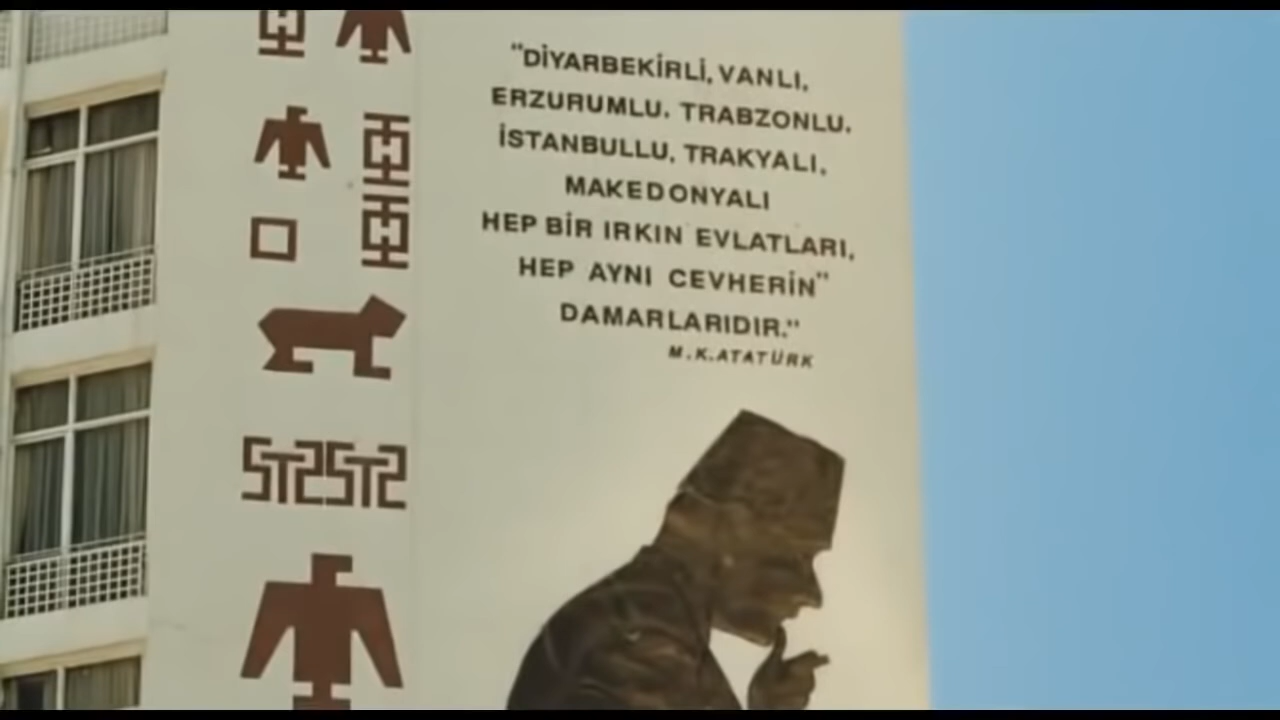 "DİYARBEKİRLİ, VANLI,
ERZURUMLU. TRABZONLU.
İSTANBULLU, TRAKYALI,
MAKEDONYALI
HEP BİR IRKIN EVLATLARI,
HEP AYNI CEVHERİN"
DAMARLARIDIR."
M.K.ATATÜRK